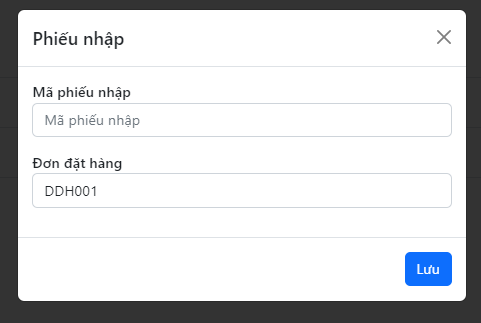 Phiếu nhập
Mã phiếu nhập
Mã phiếu nhập
Đơn đặt hàng
DDH001
Lưu